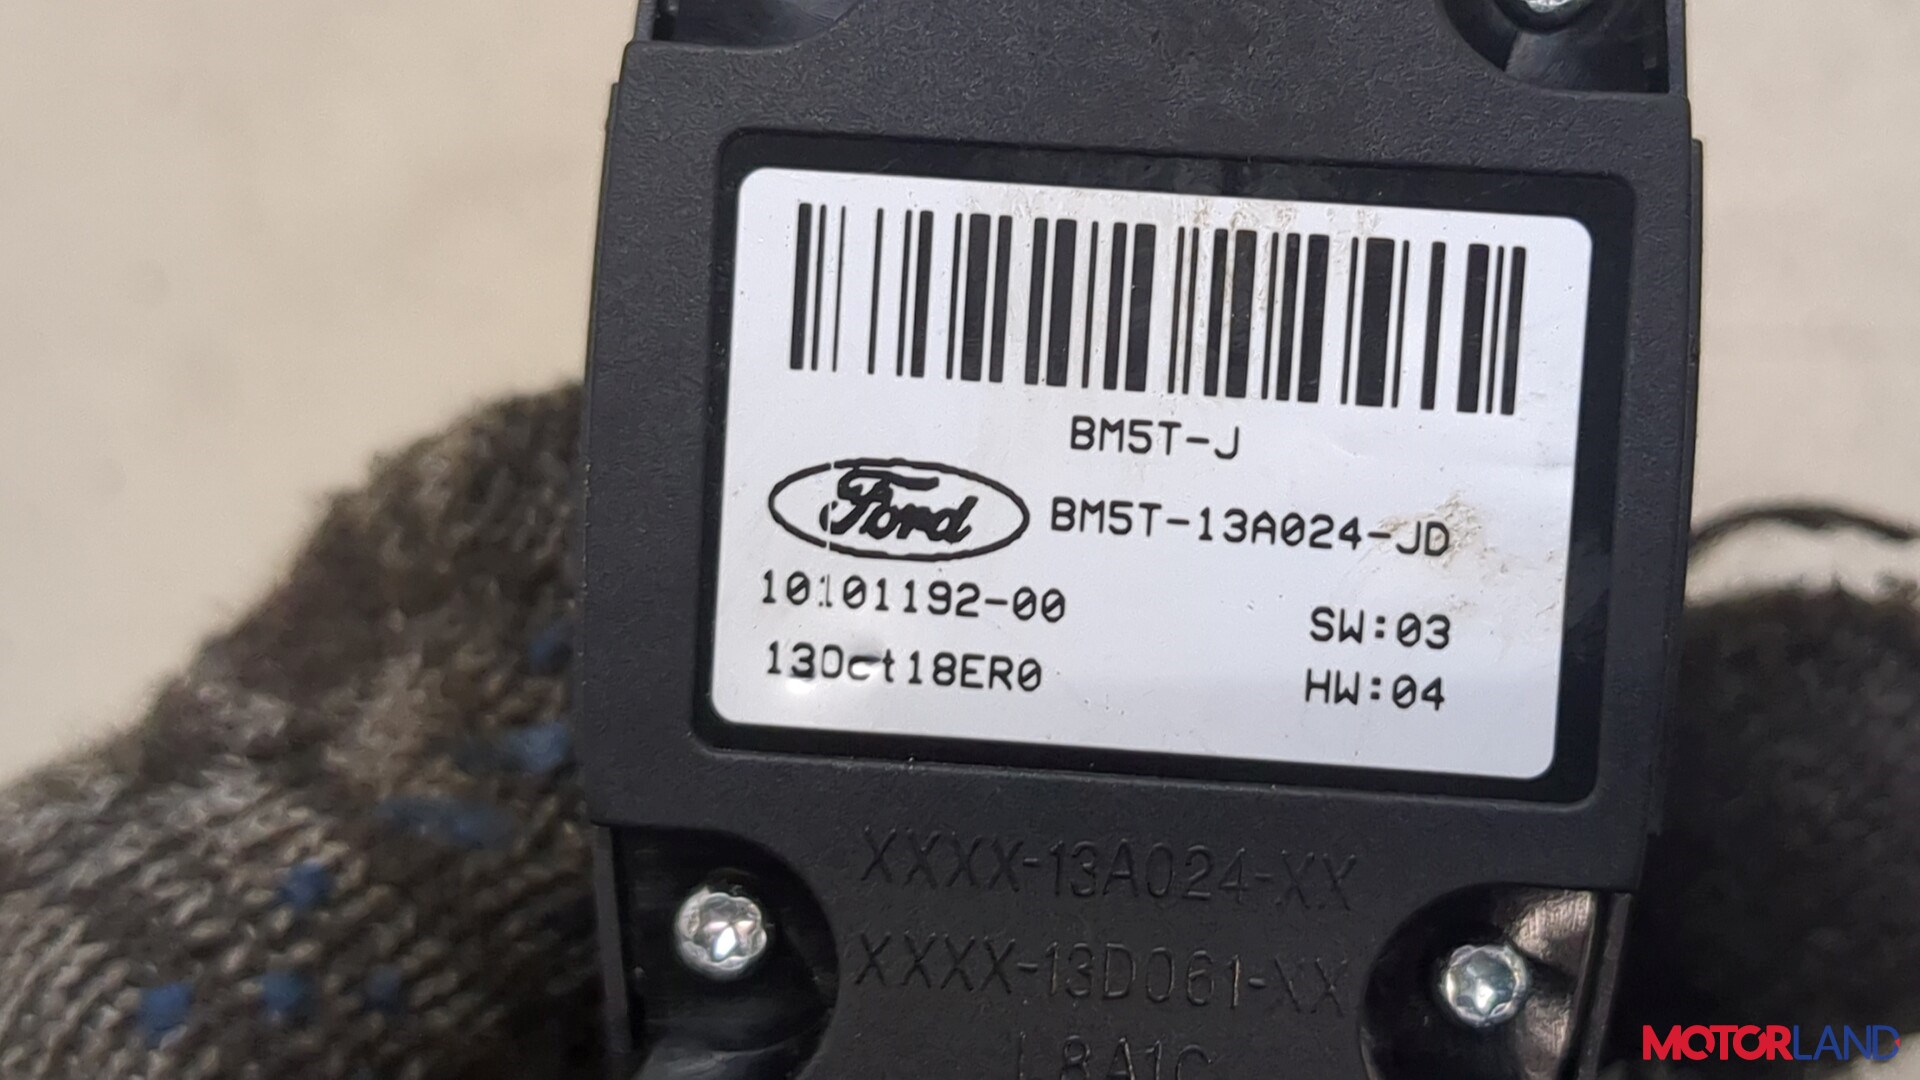 BM5T-J
Ford
BM5T-13A024-JD
10101192-00
SW:03
13Oct18ER0
HW:04
XXXX-13A024-XX
XXXX-13D061-XX
MOTORLAND